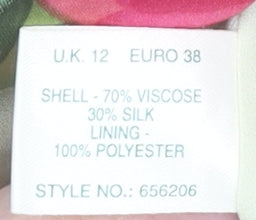 U.K. 12 EURO 38
SHELL - 70% VISCOSE
30% SILK
LINING -
100% POLYESTER
STYLE NO.: 656206